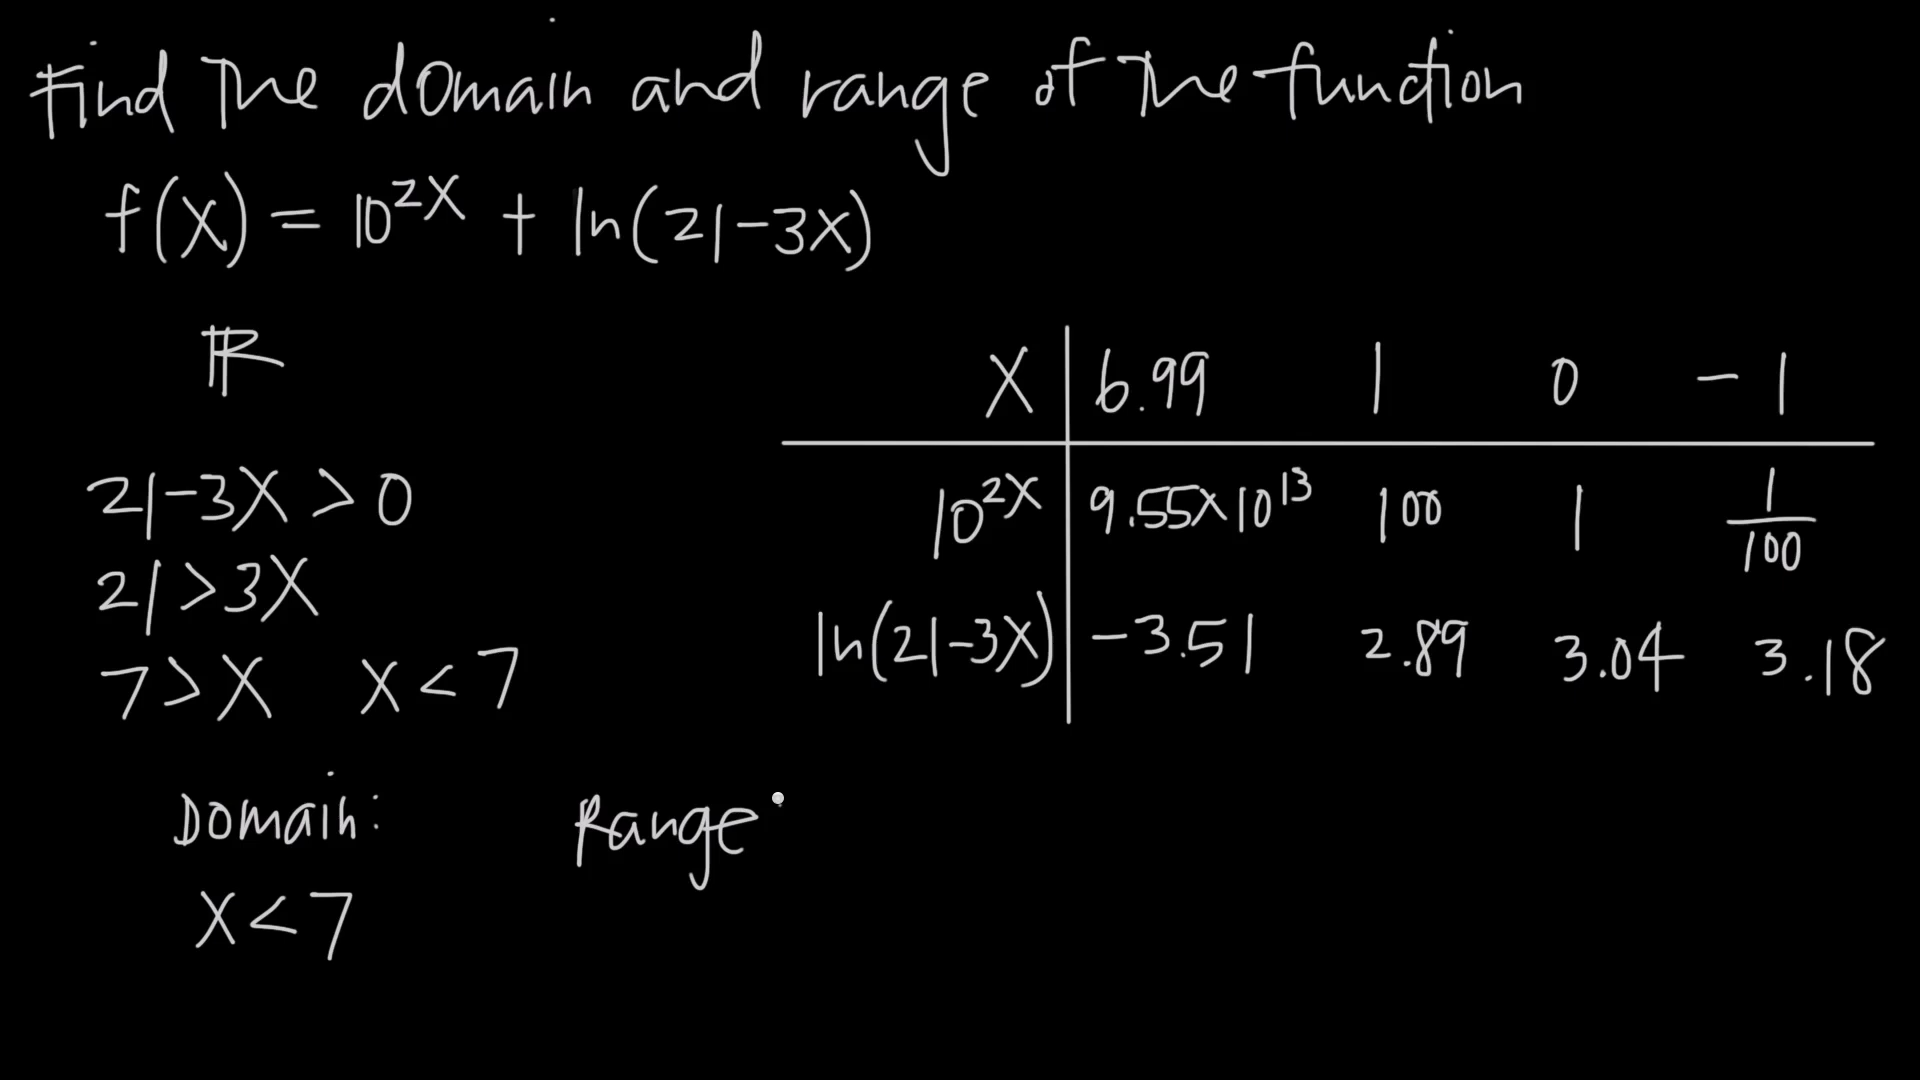 Find The domain and range of the function
f(x) = 10^{2x} + ln(21-3x)
ℝ
21-3x > 0
21 > 3x
7 > x    x < 7
Domain:
x < 7
Range:
x | 6.99    1    0    -1
10^{2x} | 9.55x10^{13}    100    1    1/100
ln(21-3x) | -3.51    2.89    3.04    3.18